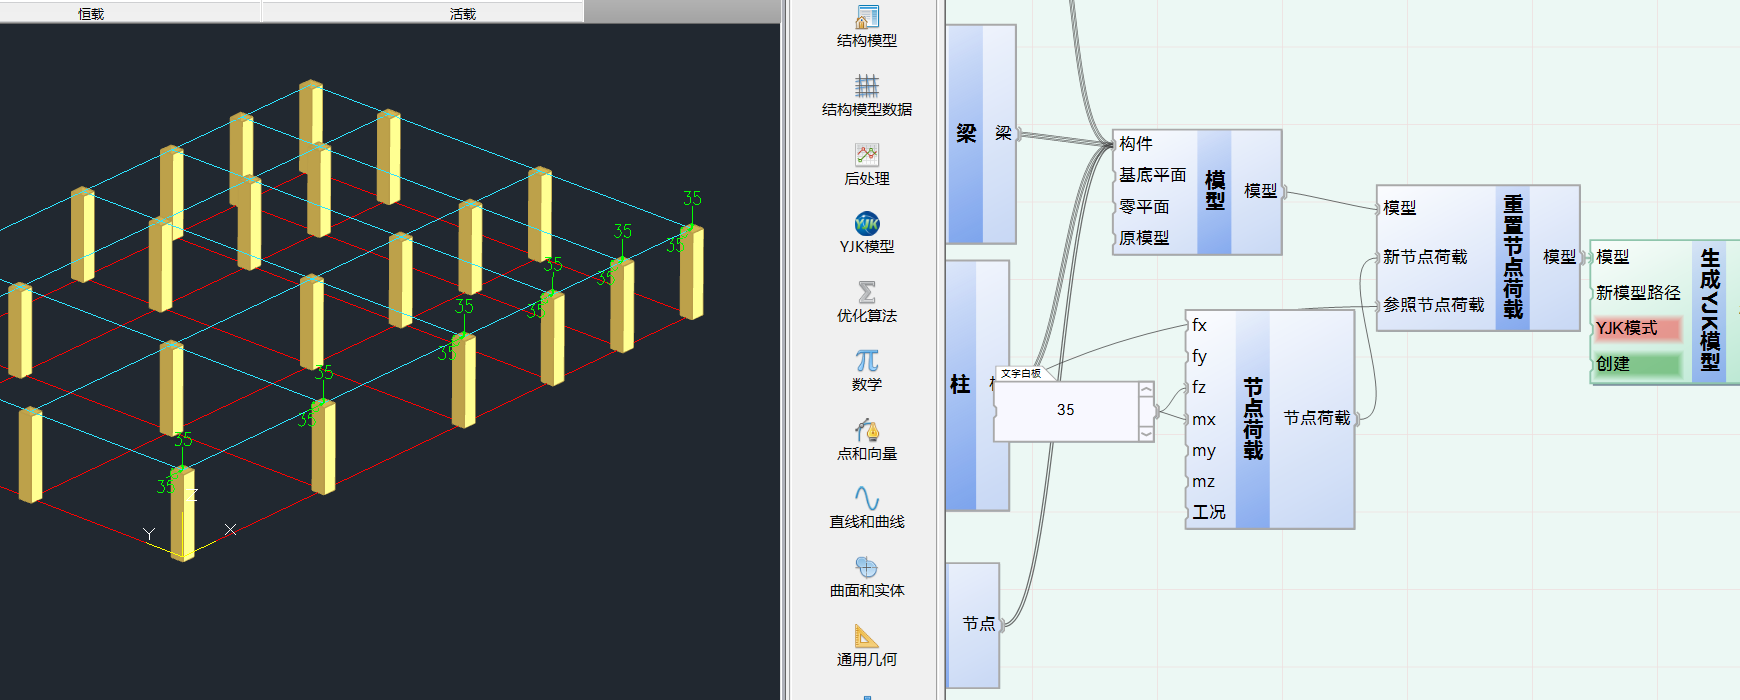 恒载
活载
35
35
35
35
35
35
35
35
35
35
35
35
35
35
Z
Y
X
结构模型
结构模型数据
后处理
YJK
YJK模型
优化算法
数学
点和向量
直线和曲线
曲面和实体
通用几何
梁
梁
柱
节点
构件
基底平面
零平面
原模型
模型
模型
文字白板
35
fx
fy
fz
mx
my
mz
工况
节点荷载
节点荷载
模型
新节点荷载
参照节点荷载
重置节点荷载
模型
模型
新模型路径
YJK模式
创建
生成YJK模型